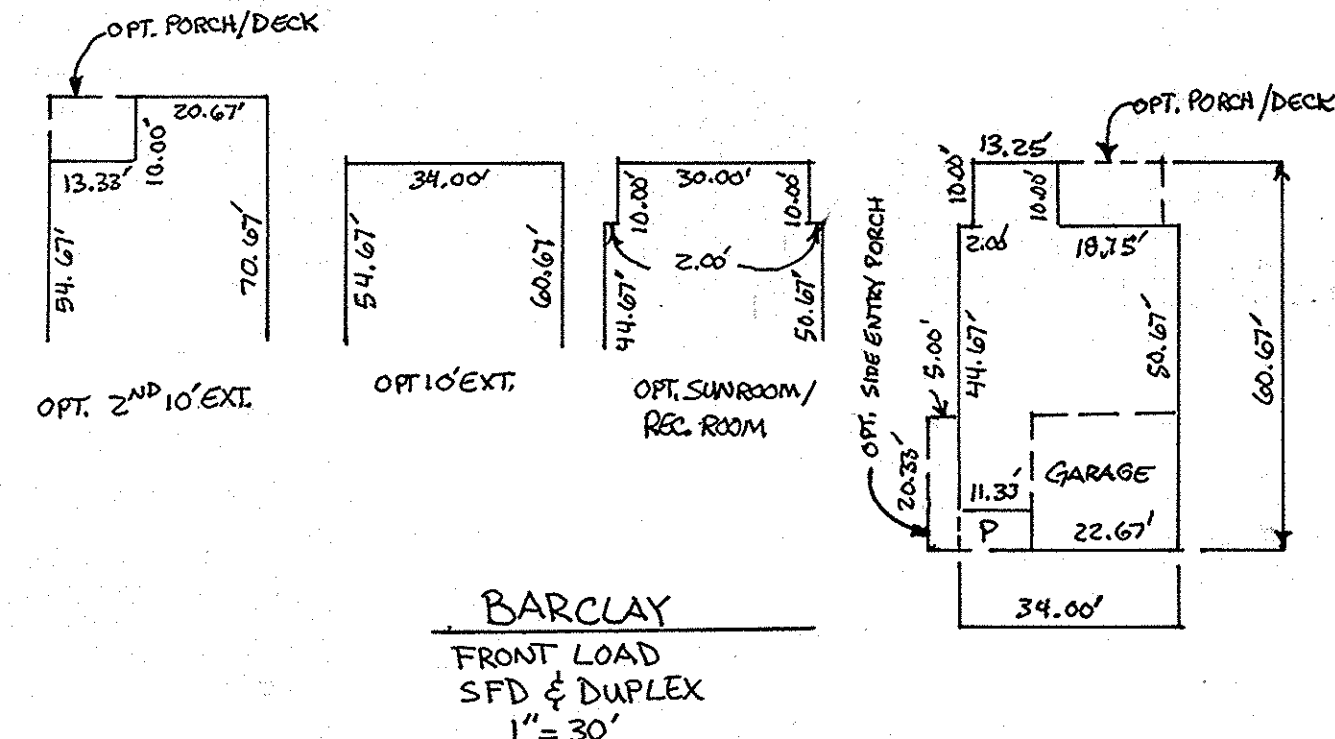 OPT. PORCH/DECK
20.67'
10.00'
13.33'
54.67'
70.67'
OPT. 2ND 10' EXT.
34.00'
54.67'
60.67'
OPT 10' EXT.
30.00'
10.00'
10.00'
2.00'
44.67'
50.67'
OPT. SUNROOM/
REC. ROOM
OPT. PORCH/DECK
13.25'
10.00'
10.00'
2.00'
18.75'
OPT. SIDE ENTRY PORCH
5.00'
44.67'
50.67'
60.67'
20.33'
11.33'
GARAGE
P
22.67'
34.00'
BARCLAY
FRONT LOAD
SFD & DUPLEX
1" = 30'